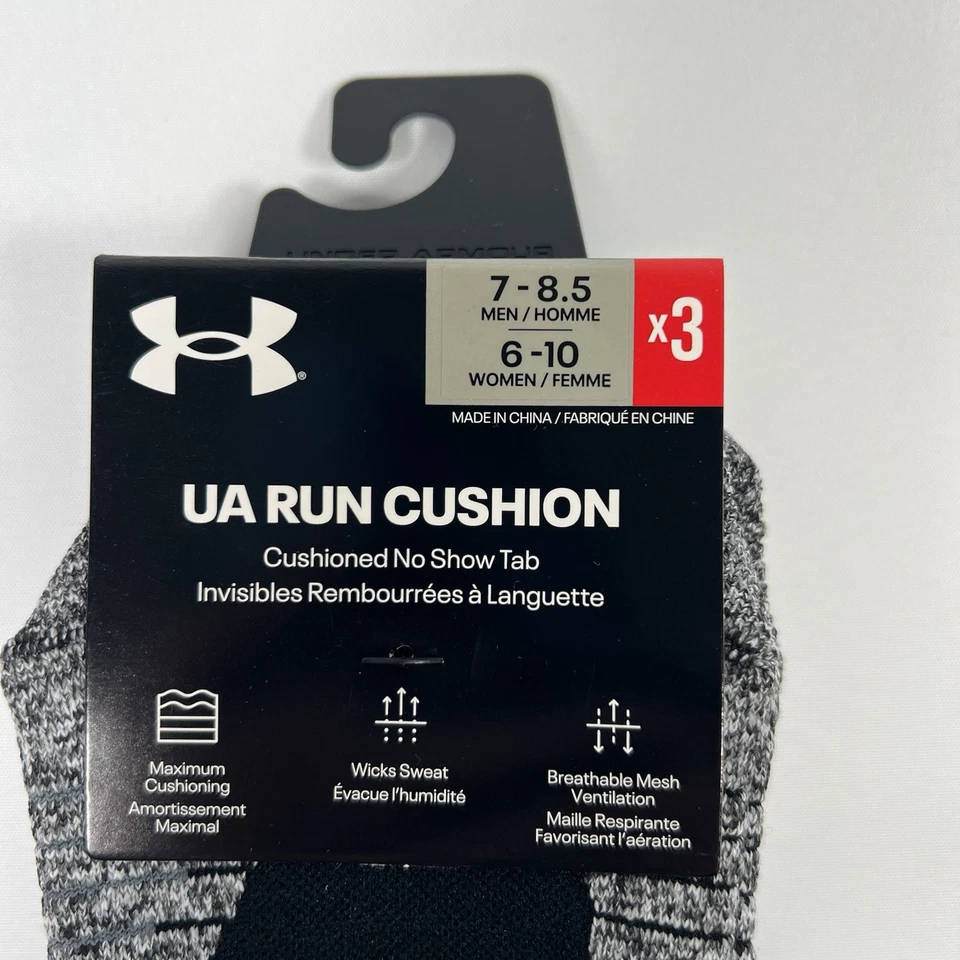 UNDER ARMOUR
7 - 8.5
MEN / HOMME
6 -10
WOMEN / FEMME
x3
MADE IN CHINA / FABRIQUÉ EN CHINE
®
UA RUN CUSHION
Cushioned No Show Tab
Invisibles Rembourrées à Languette
Maximum
Cushioning
Amortissement
Maximal
Wicks Sweat
Évacue l'humidité
Breathable Mesh
Ventilation
Maille Respirante
Favorisant l'aération